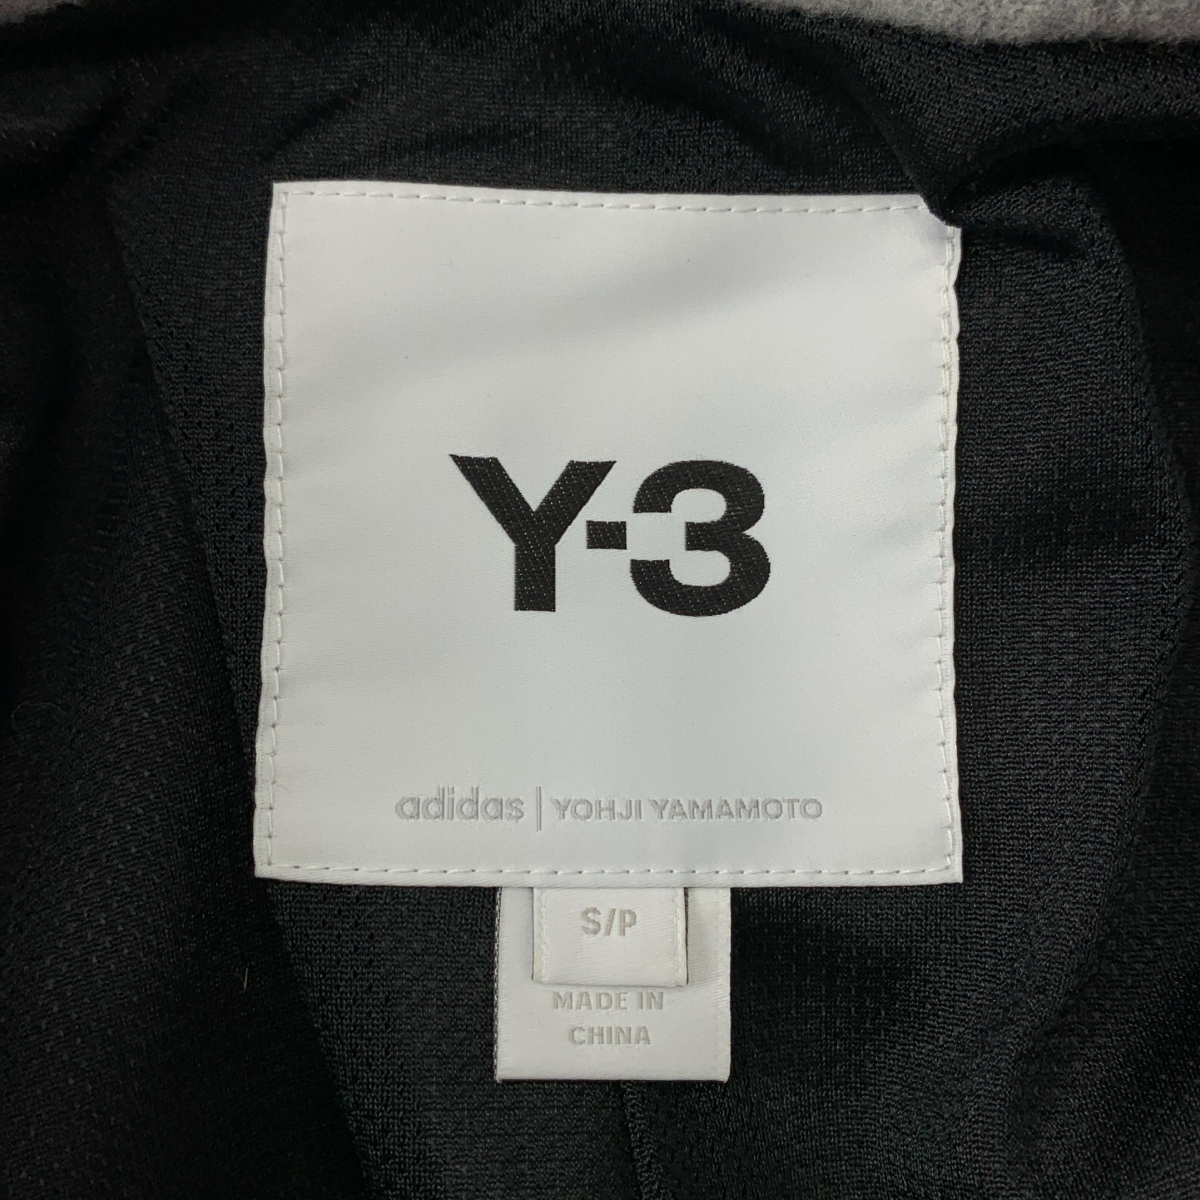 Y-3
adidas | YOHJI YAMAMOTO
S/P
MADE IN
CHINA